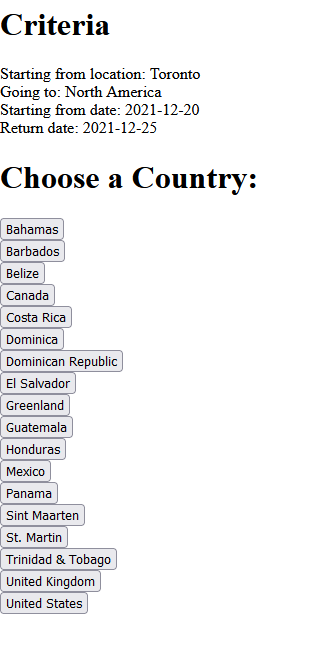 Criteria
Starting from location: Toronto
Going to: North America
Starting from date: 2021-12-20
Return date: 2021-12-25
Choose a Country:
Bahamas
Barbados
Belize
Canada
Costa Rica
Dominica
Dominican Republic
El Salvador
Greenland
Guatemala
Honduras
Mexico
Panama
Sint Maarten
St. Martin
Trinidad & Tobago
United Kingdom
United States